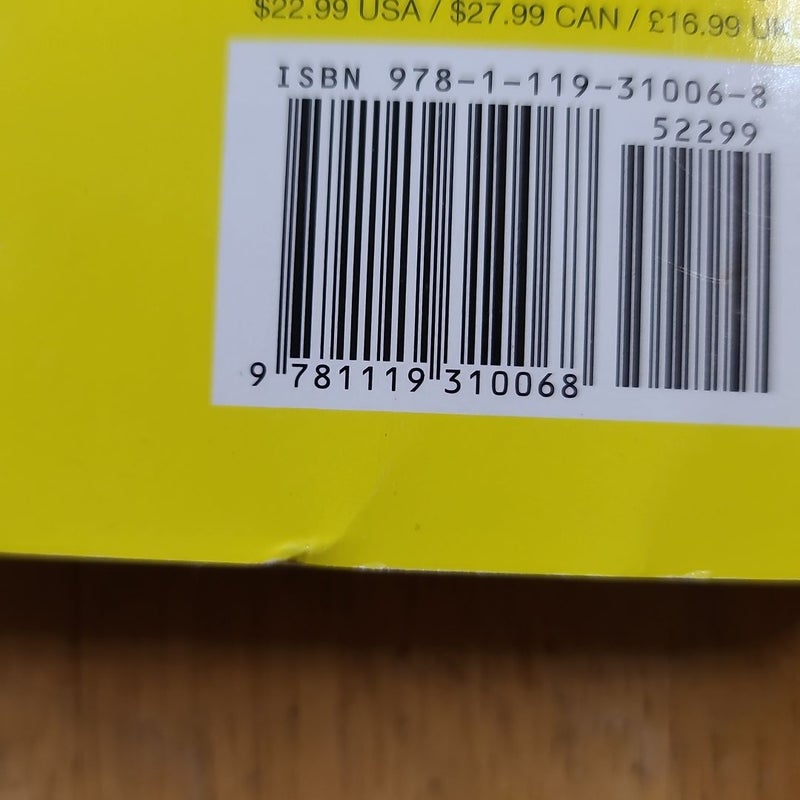 $22.99 USA / $27.99 CAN / £16.99 UK
ISBN 978-1-119-31006-8
52299
9 781119 310068